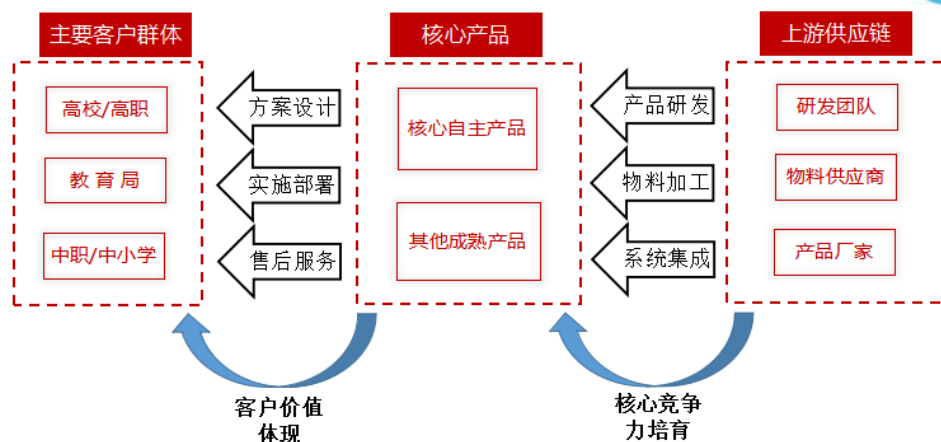 主要客户群体
核心产品
上游供应链
高校/高职
教 育 局
中职/中小学
方案设计
实施部署
售后服务
核心自主产品
其他成熟产品
产品研发
物料加工
系统集成
研发团队
物料供应商
产品厂家
客户价值
体现
核心竞争
力培育